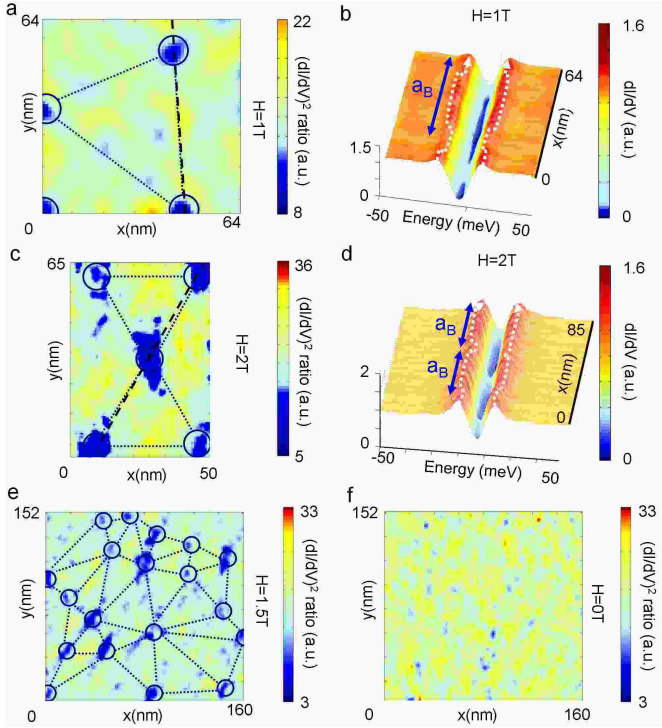 a
64
y(nm)
0
x(nm)
64
22
8
(dI/dV)² ratio (a.u.)
H=1T
b
H=1T
a_B
1.5
0
-50
Energy (meV)
50
0
x(nm)
64
1.6
0
dI/dV (a.u.)
c
65
y(nm)
0
x(nm)
50
36
5
(dI/dV)² ratio (a.u.)
H=2T
d
H=2T
a_B
a_B
2
0
-50
Energy (meV)
50
0
x(nm)
85
1.6
0
dI/dV (a.u.)
e
152
y(nm)
0
x(nm)
160
33
3
(dI/dV)² ratio (a.u.)
H=1.5T
f
152
y(nm)
0
x(nm)
160
33
3
(dI/dV)² ratio (a.u.)
H=0T